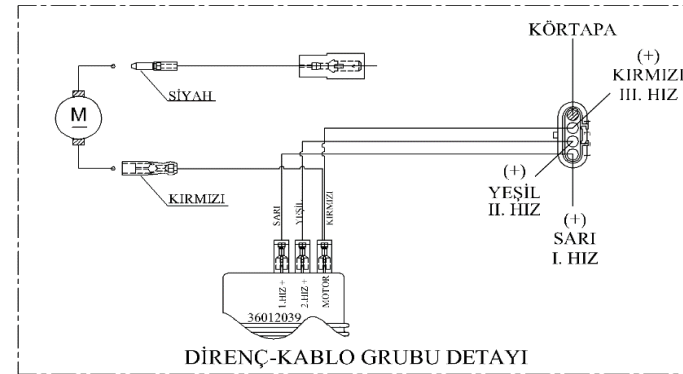 KÖRTAPA
(+)
KIRMIZI
III. HIZ
SİYAH
M
KIRMIZI
(+)
YEŞİL
II. HIZ
(+)
SARI
I. HIZ
SARI
YEŞİL
KIRMIZI
1.HIZ +
2.HIZ +
MOTOR
36012039
DİRENÇ-KABLO GRUBU DETAYI